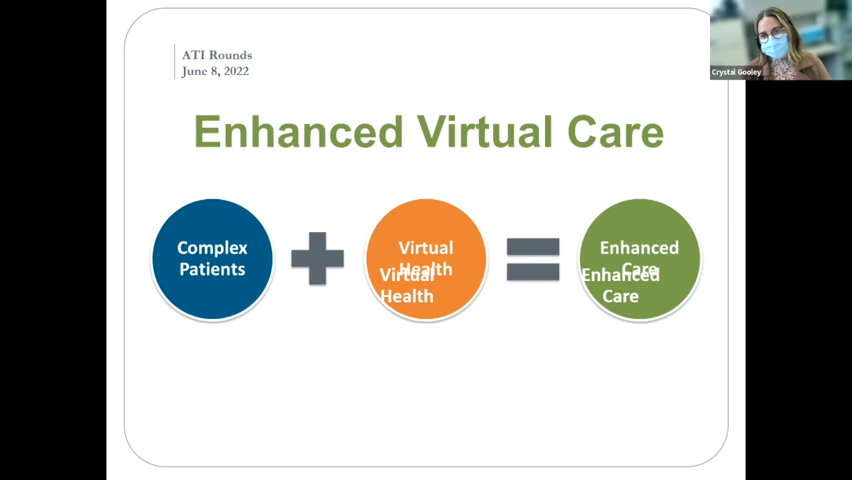 ATI Rounds
June 8, 2022
Crystal Gooley
Enhanced Virtual Care
Complex
Patients
Virtual
Health
Virtual
Health
Enhanced
Care
Enhanced
Care